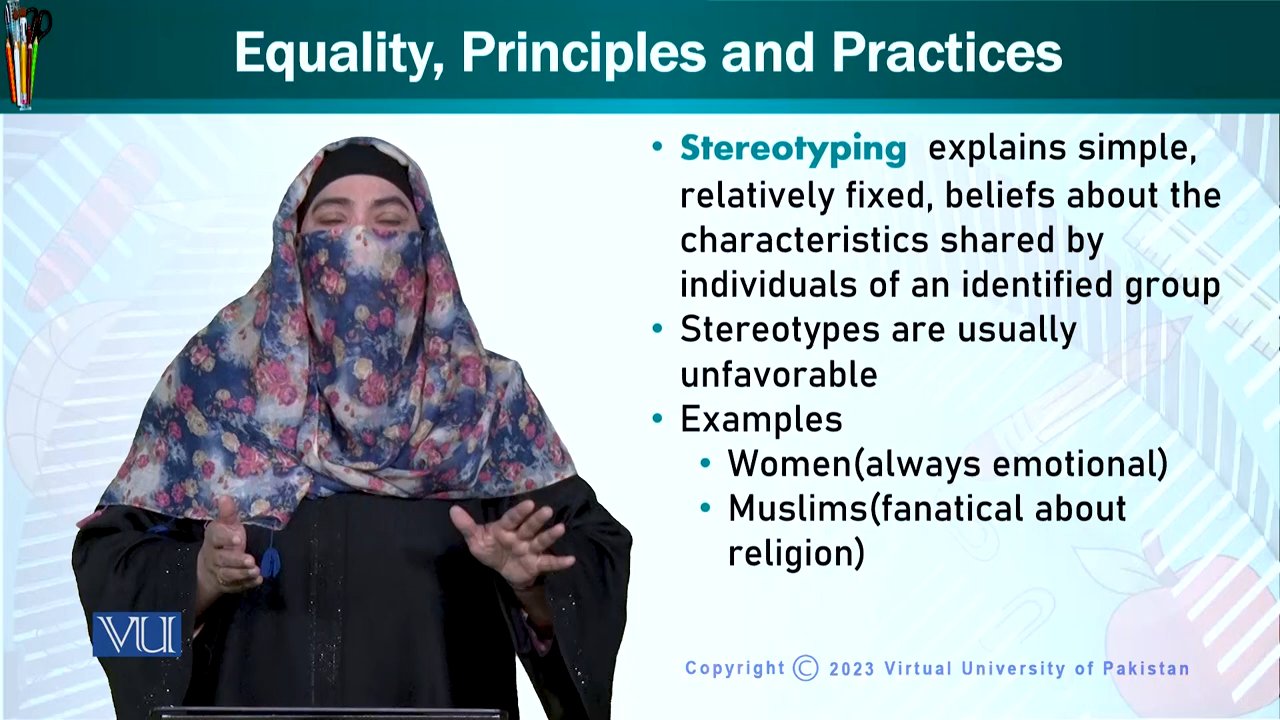 Equality, Principles and Practices
• Stereotyping explains simple,
relatively fixed, beliefs about the
characteristics shared by
individuals of an identified group
• Stereotypes are usually
unfavorable
• Examples
• Women(always emotional)
• Muslims(fanatical about
religion)
VU
Copyright © 2023 Virtual University of Pakistan